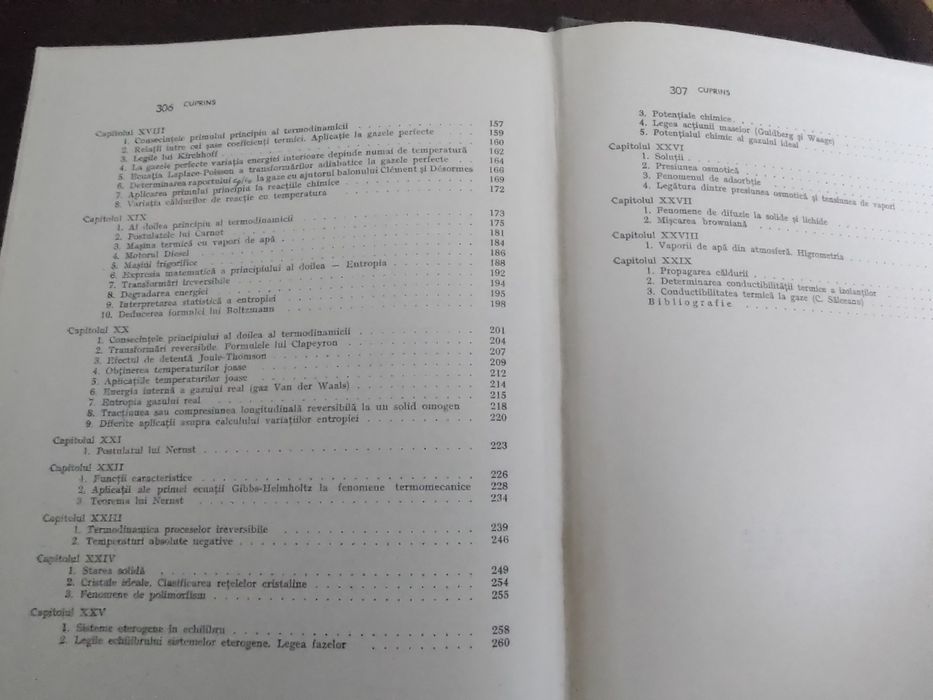 306 CUPRINS
Capitolul XVIII
1. Consecințele primului principiu al termodinamicii . . . . . 157
2. Relații între cei șase coeficienți termici. Aplicație la gazele perfecte 159
3. Legile lui Kirchhoff . . . . . 160
4. La gazele perfecte variația energiei interioare depinde numai de temperatură 162
5. Ecuația Laplace-Poisson a transformărilor adiabatice la gazele perfecte . 164
6. Determinarea raportului cp/cv la gaze cu ajutorul balonului Clément și Désormes 166
7. Aplicarea primului principiu la reacțiile chimice . . . . . 169
8. Variația căldurilor de reacție cu temperatura . . . . . 172
Capitolul XIX
1. Al doilea principiu al termodinamicii . . . . . 173
2. Postulatele lui Carnot . . . . . 175
3. Mașina termică cu vapori de apă . . . . . 181
4. Motorul Diesel . . . . . 184
5. Mașini frigorifice . . . . . 186
6. Expresia matematică a principiului al doilea — Entropia . . . . . 188
7. Transformări ireversibile . . . . . 192
8. Degradarea energiei . . . . . 194
9. Interpretarea statistică a entropiei . . . . . 195
10. Deducerea formulei lui Boltzmann . . . . . 198
Capitolul XX
1. Consecințele principiului al doilea al termodinamicii . . . . . 201
2. Transformări reversibile. Formulele lui Clapeyron . . . . . 204
3. Efectul de detentă Joule-Thomson . . . . . 207
4. Obținerea temperaturilor joase . . . . . 209
5. Aplicațiile temperaturilor joase . . . . . 212
6. Energia internă a gazului real (gaz Van der Waals) . . . . . 214
7. Entropia gazului real . . . . . 215
8. Tracțiunea sau compresiunea longitudinală reversibilă la un solid omogen 218
9. Diferite aplicații asupra calculului variațiilor entropiei . . . . . 220
Capitolul XXI
1. Postulatul lui Nernst . . . . . 223
Capitolul XXII
1. Funcții caracteristice . . . . . 226
2. Aplicații ale primei ecuații Gibbs-Helmholtz la fenomene termomecanice 228
3. Teorema lui Nernst . . . . . 234
Capitolul XXIII
1. Termodinamica proceselor ireversibile . . . . . 239
2. Temperaturi absolute negative . . . . . 246
Capitolul XXIV
1. Starea solidă . . . . . 249
2. Cristale ideale. Clasificarea rețelelor cristaline . . . . . 254
3. Fenomene de polimorfism . . . . . 255
Capitolul XXV
1. Sisteme eterogene în echilibru . . . . . 258
2. Legile echilibrului sistemelor eterogene. Legea fazelor . . . . . 260
307 CUPRINS
3. Potențiale chimice . . . . .
4. Legea acțiunii maselor (Guldberg și Waage)
5. Potențialul chimic al gazului ideal . . . . .
Capitolul XXVI
1. Soluții . . . . .
2. Presiunea osmotică . . . . .
3. Fenomenul de adsorbție . . . . .
4. Legătura dintre presiunea osmotică și tensiunea de vapori
Capitolul XXVII
1. Fenomene de difuzie la solide și lichide . . . . .
2. Mișcarea browniană . . . . .
Capitolul XXVIII
1. Vaporii de apă din atmosferă. Higrometria . . . . .
Capitolul XXIX
1. Propagarea căldurii . . . . .
2. Determinarea conductibilității termice a izolanților
3. Conductibilitatea termică la gaze (C. Sălceanu) . . . . .
Bibliografie . . . . .